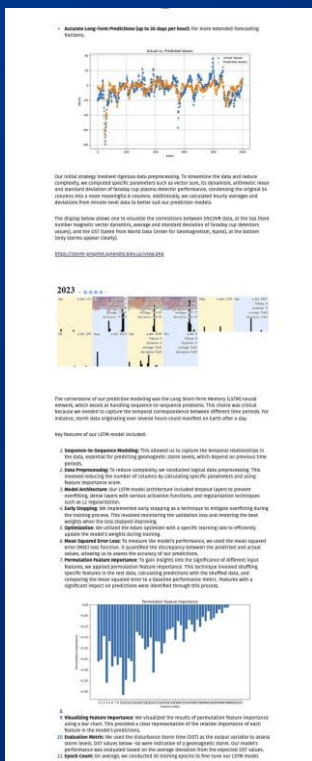 • Accurate Long-Term Predictions (up to 30 days per hour): For more extended forecasting
horizons.
Actual vs. Predicted Values
Our initial strategy involved rigorous data preprocessing. To streamline the data and reduce
complexity, we computed specific parameters such as vector sum, its dynamics, arithmetic mean
and standard deviation of faraday cup plasma detector performance, condensing the original
columns into a more meaningful 8 columns. Additionally, we calculated hourly averages and
deviations from minute-level data to better suit our prediction models.
The display below allows one to visualize the correlations between DSCOVR data, at the top (here
number magnetic vector dynamics, average and standard deviation of faraday cup detectors
values), and the DST (taken from World Data Center for Geomagnetism, Kyoto), at the bottom
(only storms appear clearly).
2023
The cornerstone of our predictive modeling was the Long Short-Term Memory (LSTM) neural
network, which excels at handling sequence-to-sequence problems. This choice was critical
because we needed to capture the temporal correspondence between different time periods. For
instance, storm data originating over several hours could manifest on Earth after a day.
Key features of our LSTM model included:
1. Sequence-to-Sequence Modeling: This allowed us to capture the temporal relationships in
the data, essential for predicting geomagnetic storm levels, which depend on previous time
periods.
2. Data Preprocessing: To reduce complexity, we conducted logical data preprocessing. This
involved reducing the number of columns by calculating specific parameters and using
feature importance score.
3. Model Architecture: Our LSTM model architecture included dropout layers to prevent
overfitting, dense layers with various activation functions, and regularization techniques
such as L2 regularization.
4. Early Stopping: We implemented early stopping as a technique to mitigate overfitting during
the training process. This involved monitoring the validation loss and restoring the best
weights when the loss stopped improving.
5. Optimization: We utilized the Adam optimizer with a specific learning rate to efficiently
update the model's weights during training.
6. Mean Squared Error Loss: To measure the model's performance, we used the mean squared
error (MSE) loss function. It quantified the discrepancy between the predicted and actual
values, allowing us to assess the accuracy of our predictions.
7. Permutation Feature Importance: To gain insights into the significance of different input
features, we applied permutation feature importance. This technique involved shuffling
specific features in the test data, calculating predictions with the shuffled data, and
comparing the mean squared error to a baseline performance metric. Features with a
significant impact on predictions were identified through this process.
Permutation Feature Importance
8.
9. Visualizing Feature Importance: We visualized the results of permutation feature importance
using a bar chart. This provided a clear representation of the relative importance of each
feature in the model's predictions.
10. Evaluation Metric: We used the disturbance storm time (DST) as the output variable to assess
storm levels. DST values below -50 were indicative of a geomagnetic storm. Our model's
performance was evaluated based on the average deviation from the expected DST values.
11. Epoch Count: On average, we conducted 30 training epochs to fine-tune our LSTM model.